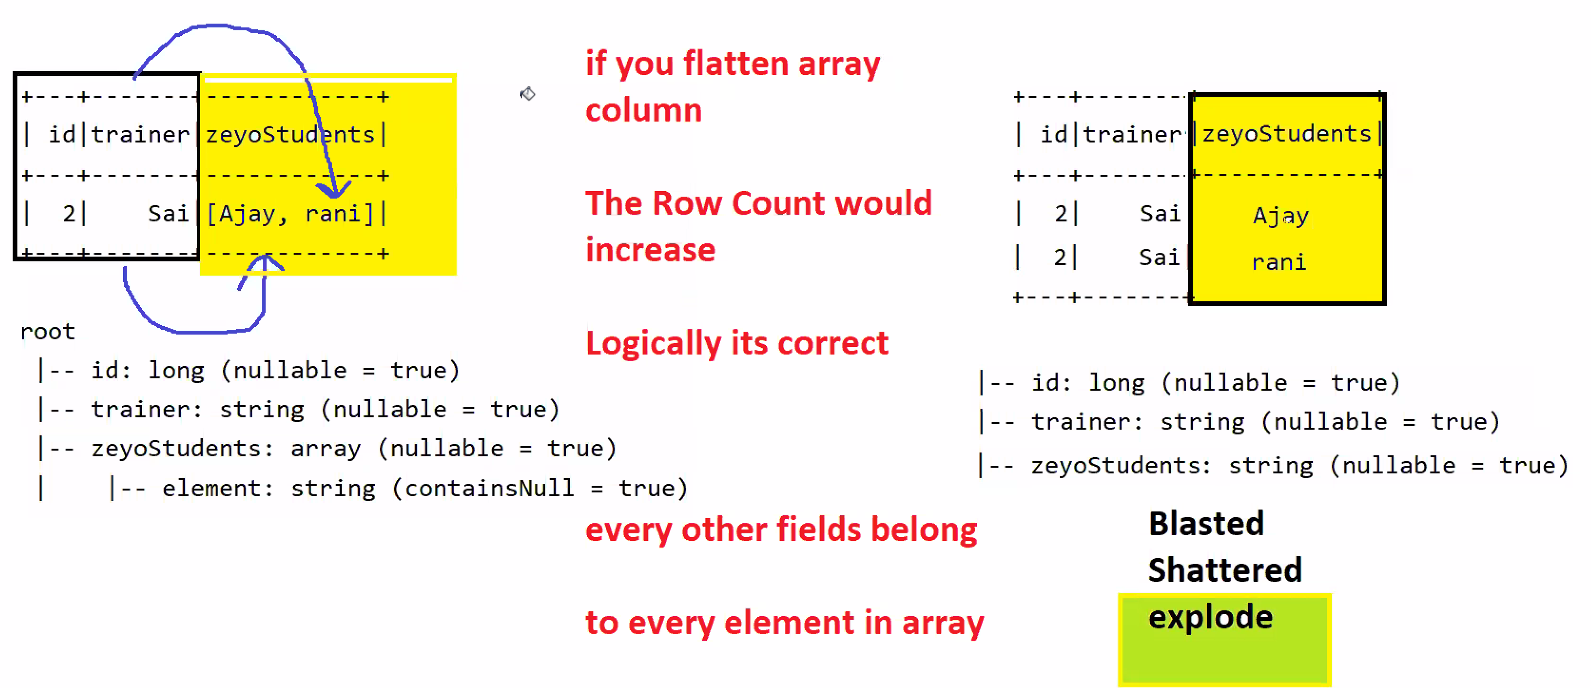 +---+-------+------------+
| id|trainer|zeyoStudents|
+---+-------+------------+
|  2|    Sai|[Ajay, rani]|
+---+-------+------------+
root
|-- id: long (nullable = true)
|-- trainer: string (nullable = true)
|-- zeyoStudents: array (nullable = true)
|    |-- element: string (containsNull = true)
if you flatten array
column
The Row Count would
increase
Logically its correct
every other fields belong
to every element in array
+---+-------+------------+
| id|trainer|zeyoStudents|
+---+-------+------------+
|  2|    Sai| Ajay
|  2|    Sai| rani
+---+--------+
|-- id: long (nullable = true)
|-- trainer: string (nullable = true)
|-- zeyoStudents: string (nullable = true)
Blasted
Shattered
explode